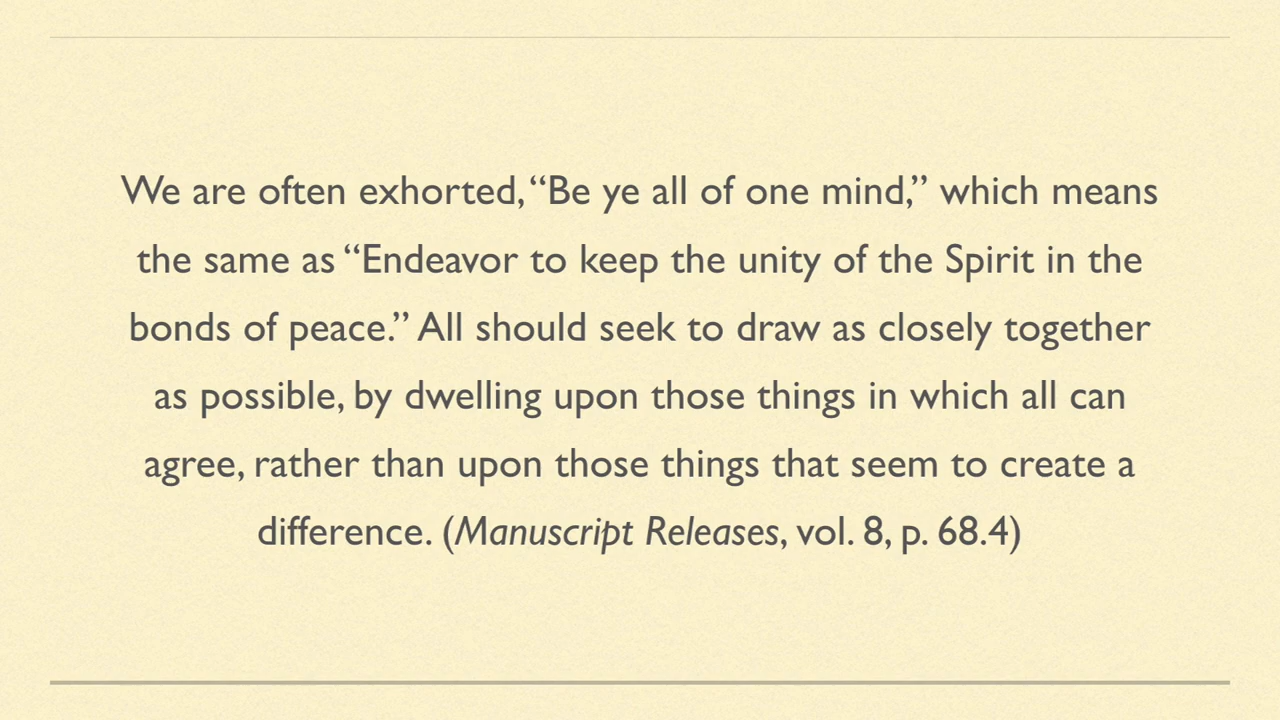 We are often exhorted, “Be ye all of one mind,” which means
the same as “Endeavor to keep the unity of the Spirit in the
bonds of peace.” All should seek to draw as closely together
as possible, by dwelling upon those things in which all can
agree, rather than upon those things that seem to create a
difference. (Manuscript Releases, vol. 8, p. 68.4)